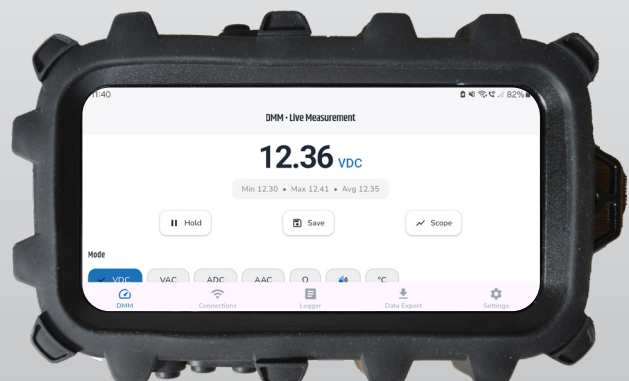 11:40 82%
DMM • Live Measurement
12.36 VDC
Min 12.30 • Max 12.41 • Avg 12.35
Hold Save Scope
Mode
VDC VAC ADC AAC Ω °C
DMM Connections Logger Data Export Settings